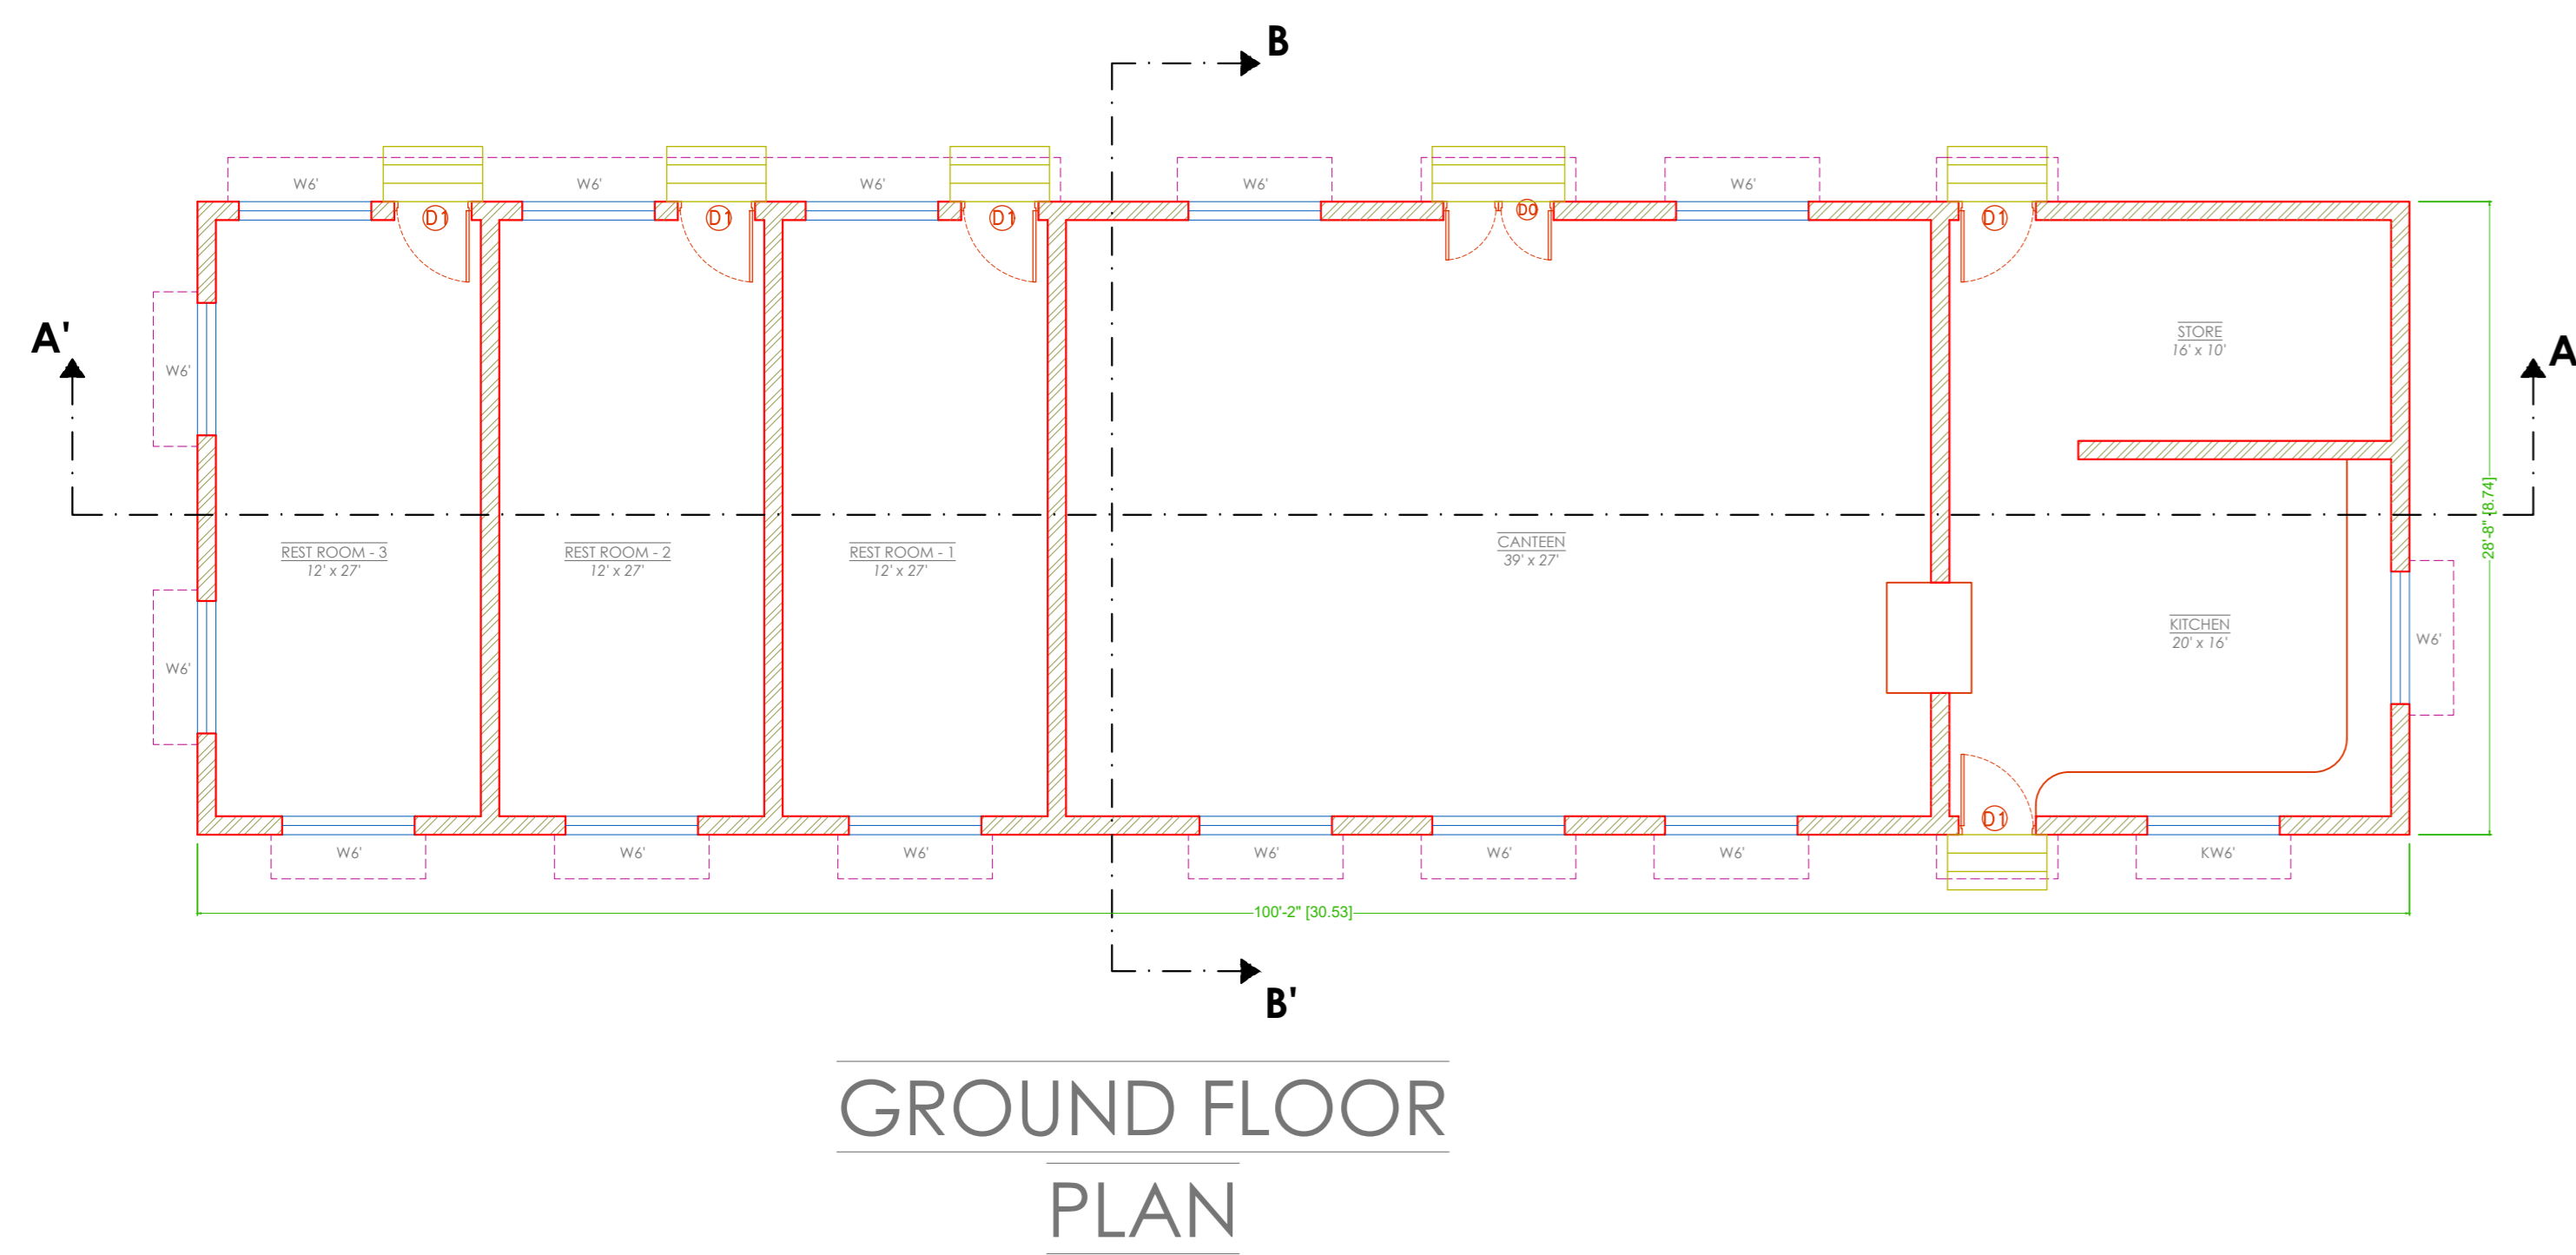 B
W6'
W6'
W6'
W6'
W6'
D1
D1
D1
D0
D1
A'
A
STORE
16' x 10'
W6'
28'-8" [8.74]
REST ROOM - 3
12' x 27'
REST ROOM - 2
12' x 27'
REST ROOM - 1
12' x 27'
CANTEEN
39' x 27'
KITCHEN
20' x 16'
W6'
W6'
D1
W6'
W6'
W6'
W6'
W6'
W6'
KW6'
100'-2" [30.53]
B'
GROUND FLOOR
PLAN